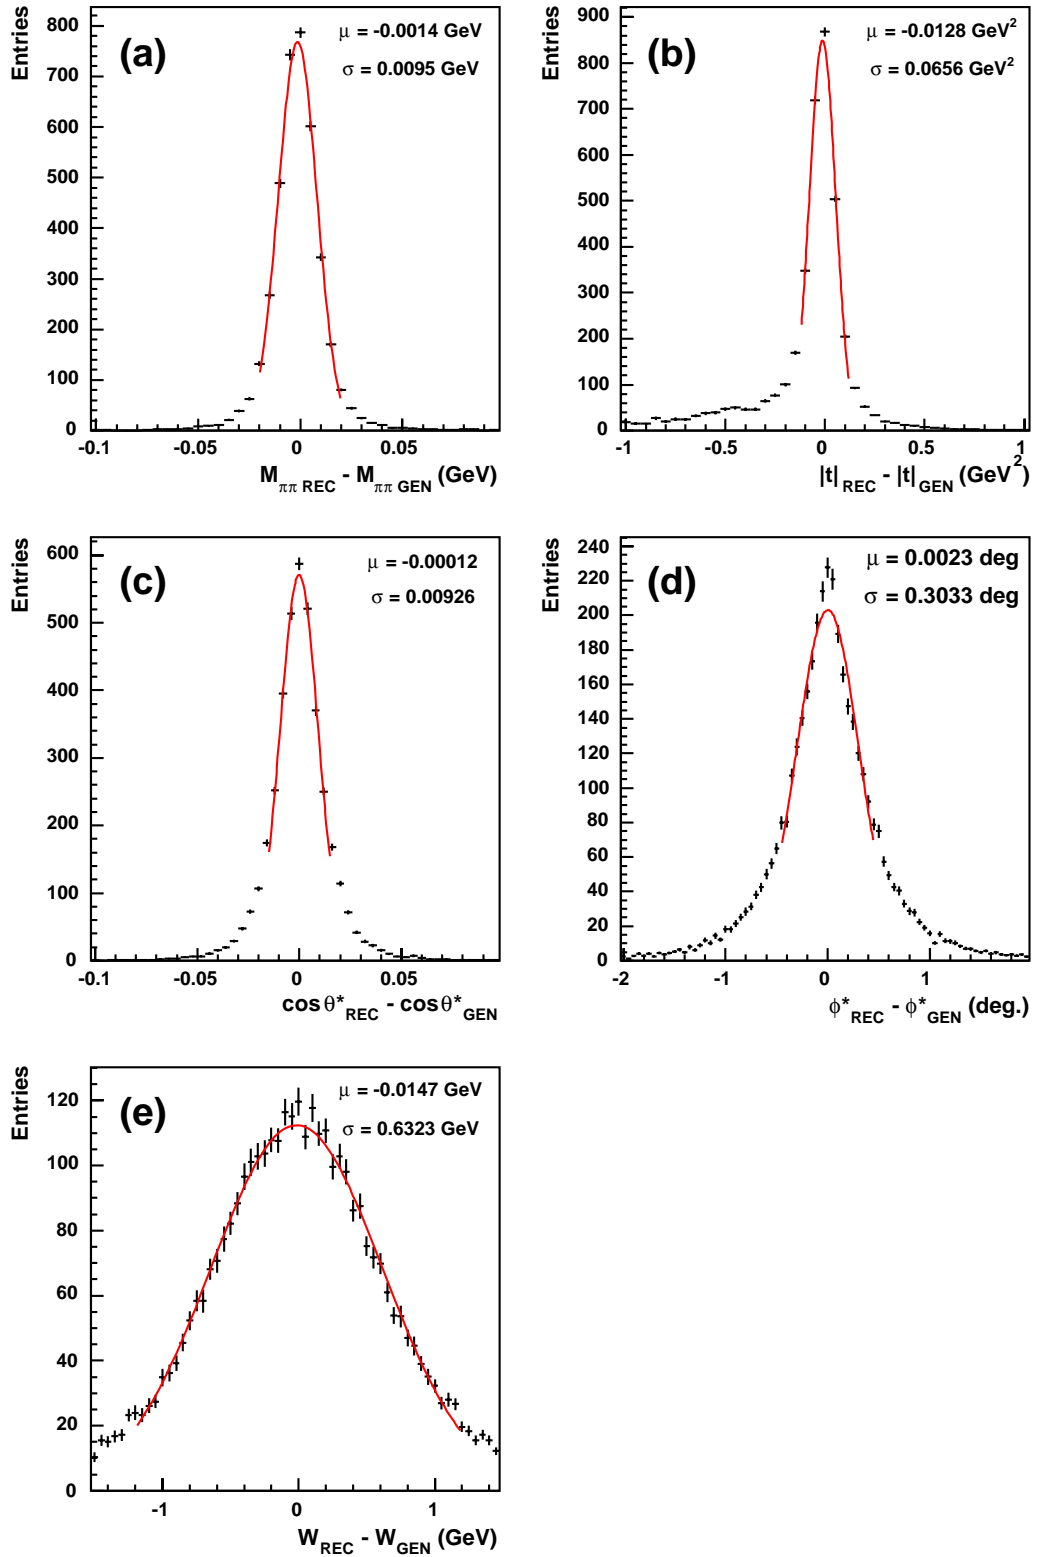 Entries
(a)
μ = -0.0014 GeV
σ = 0.0095 GeV
800
700
600
500
400
300
200
100
0
-0.1 -0.05 0 0.05
M_ππ REC - M_ππ GEN (GeV)
Entries
(b)
μ = -0.0128 GeV²
σ = 0.0656 GeV²
900
800
700
600
500
400
300
200
100
0
-1 -0.5 0 0.5 1
|t|_REC - |t|_GEN (GeV²)
Entries
(c)
μ = -0.00012
σ = 0.00926
600
500
400
300
200
100
0
-0.1 -0.05 0 0.05
cosθ*_REC - cosθ*_GEN
Entries
(d)
μ = 0.0023 deg
σ = 0.3033 deg
240
220
200
180
160
140
120
100
80
60
40
20
0
-2 -1 0 1
ϕ*_REC - ϕ*_GEN (deg.)
Entries
(e)
μ = -0.0147 GeV
σ = 0.6323 GeV
120
100
80
60
40
20
0
-1 0 1
W_REC - W_GEN (GeV)